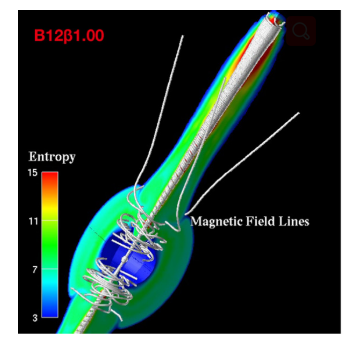 B12β1.00
Entropy
15
11
7
3
Magnetic Field Lines